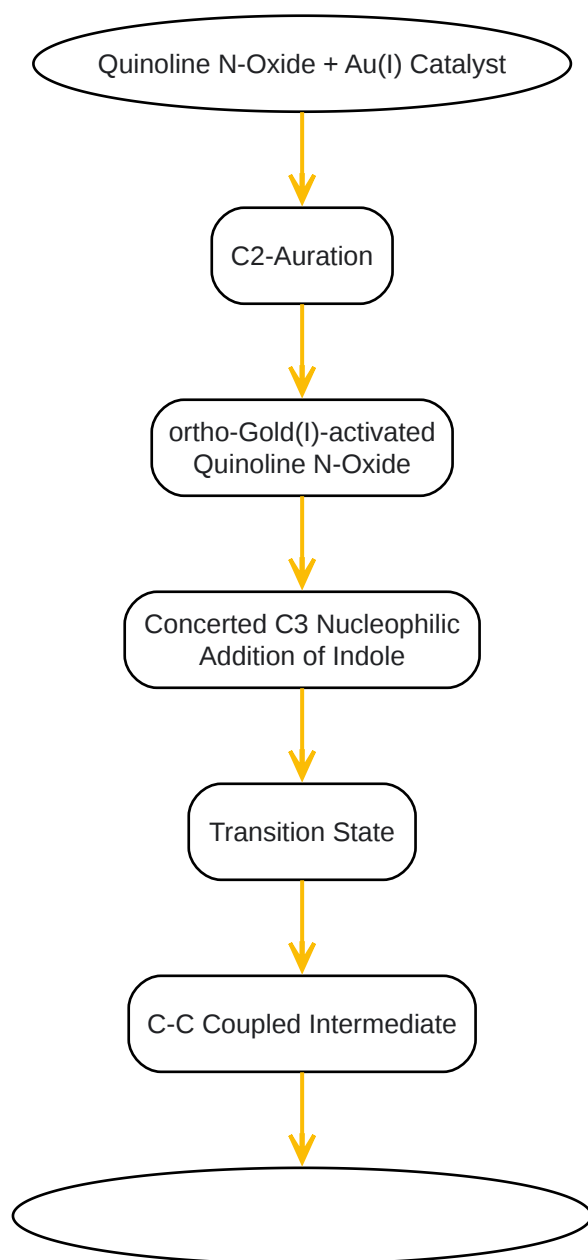 Quinoline N-Oxide + Au(I) Catalyst
C2-Auration
ortho-Gold(I)-activated
Quinoline N-Oxide
Concerted C3 Nucleophilic
Addition of Indole
Transition State
C-C Coupled Intermediate